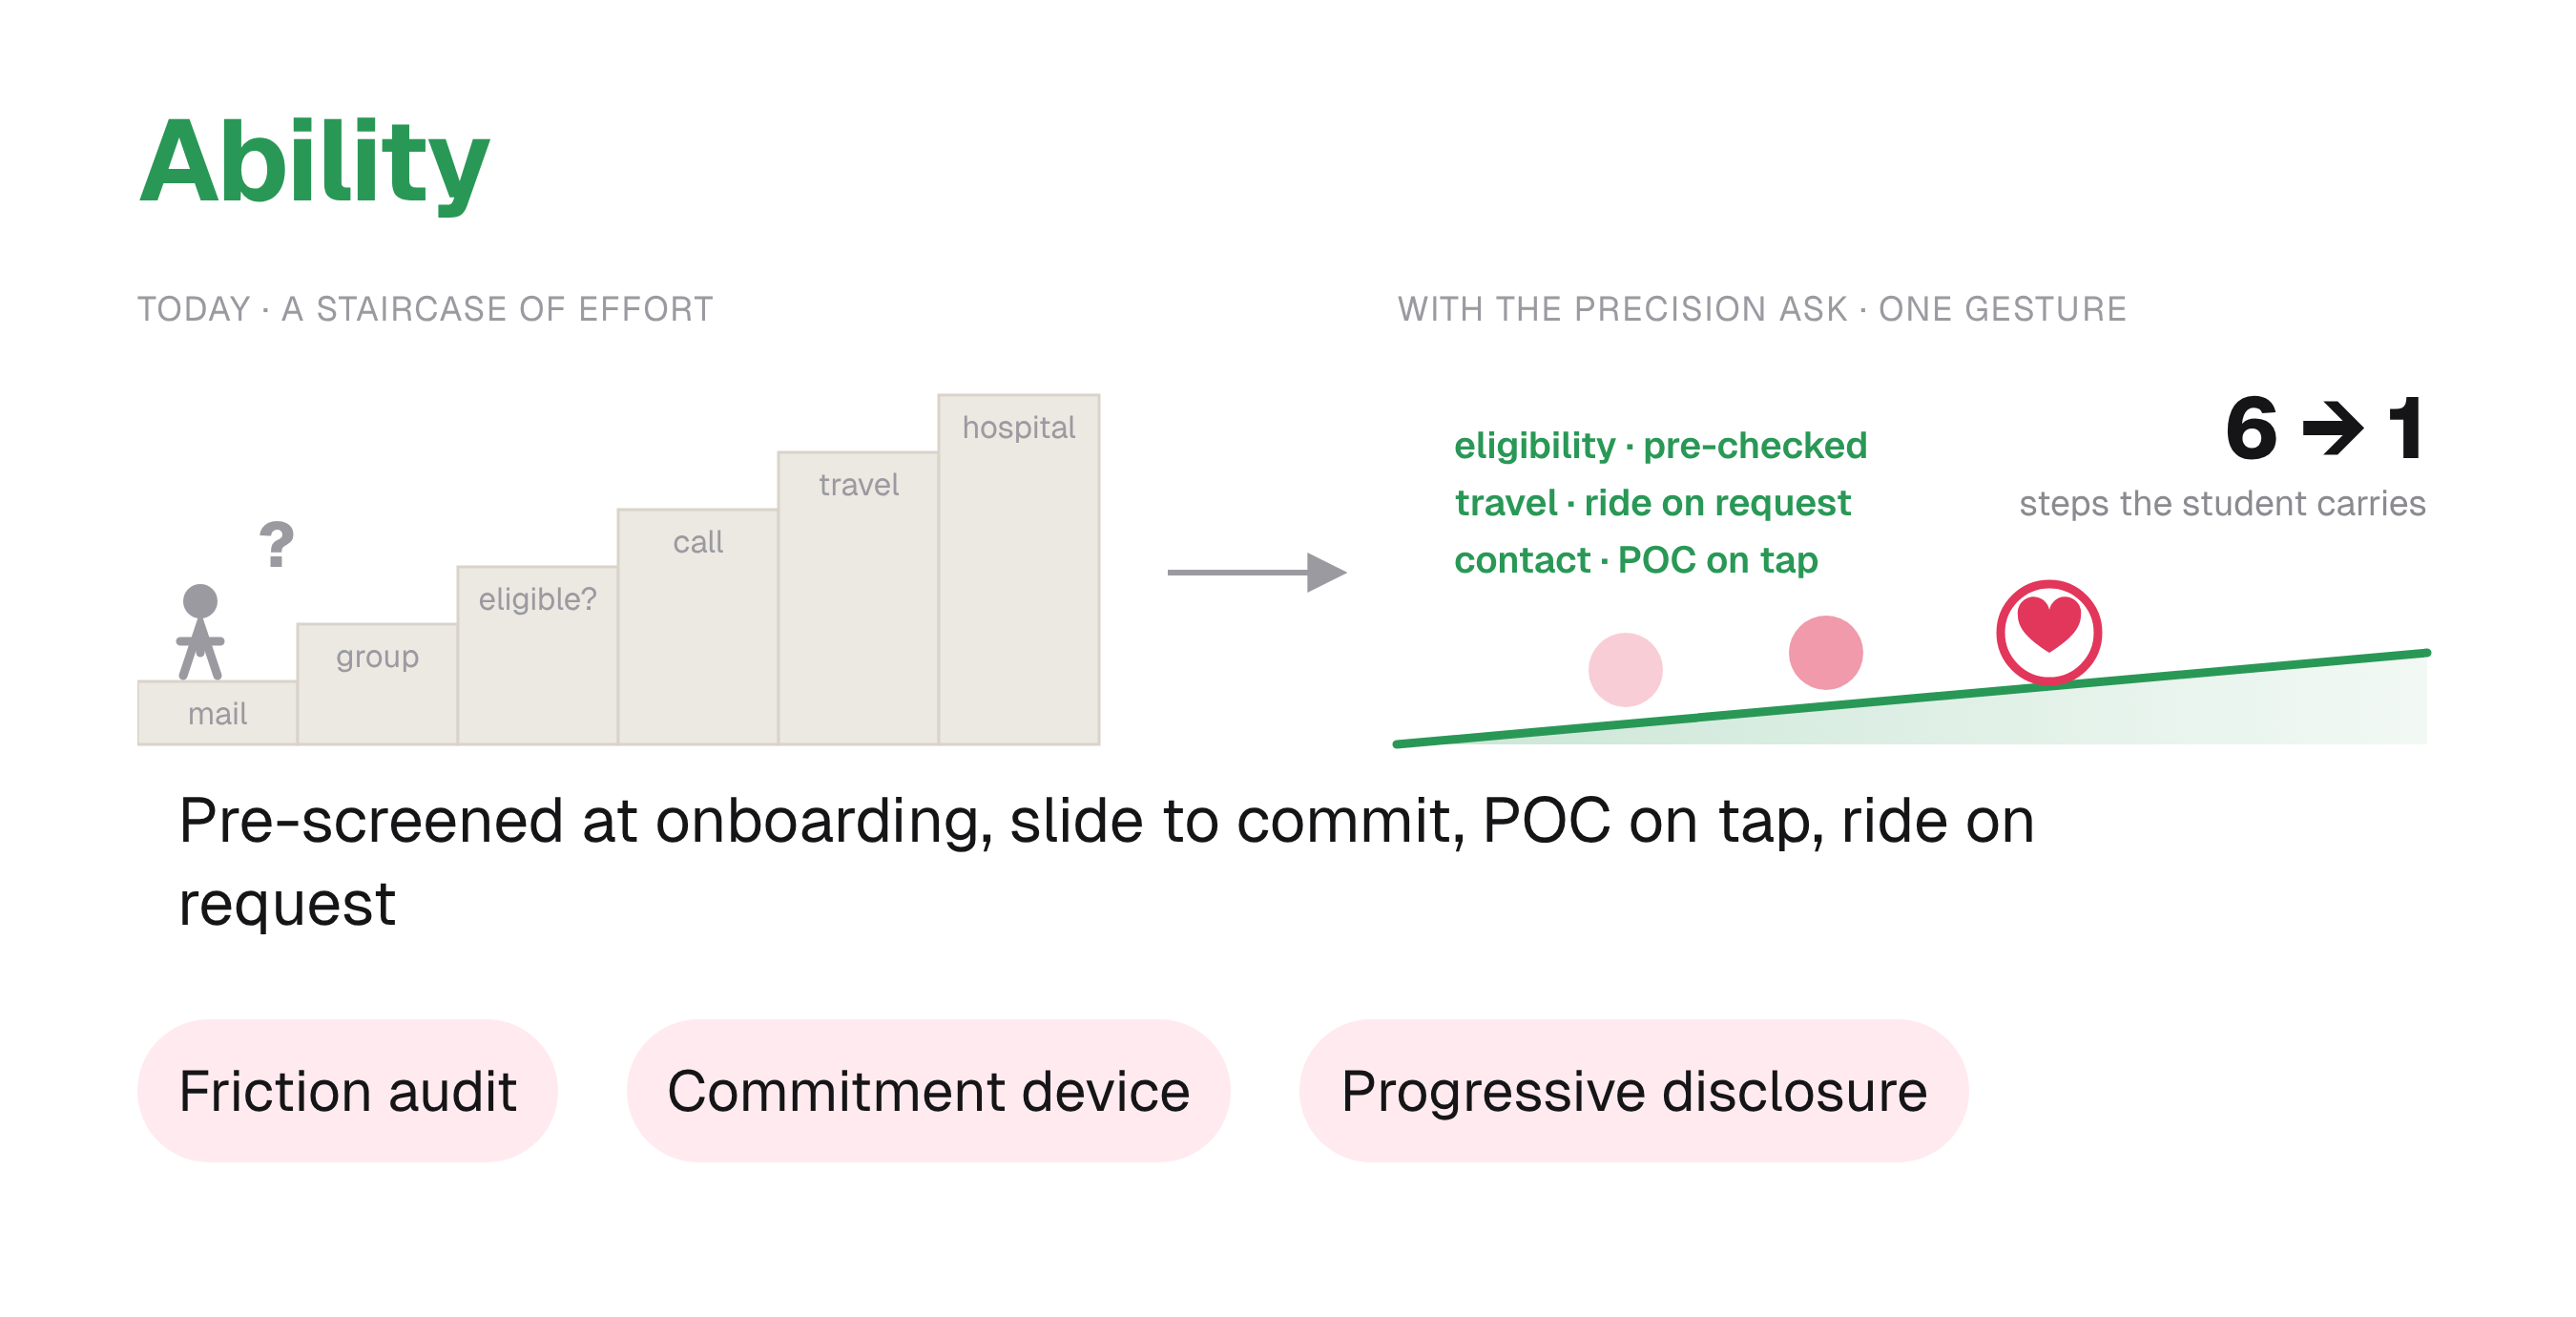 Ability
TODAY · A STAIRCASE OF EFFORT
?
mail
group
eligible?
call
travel
hospital
WITH THE PRECISION ASK · ONE GESTURE
eligibility · pre-checked
travel · ride on request
contact · POC on tap
6 → 1
steps the student carries
Pre-screened at onboarding, slide to commit, POC on tap, ride on
request
Friction audit
Commitment device
Progressive disclosure